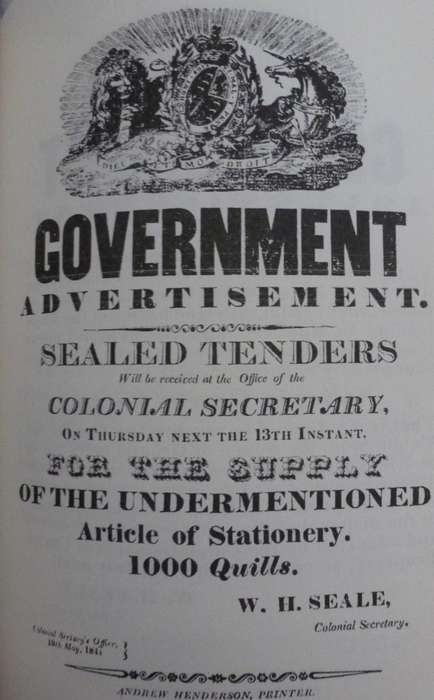 DIEU ET MON DROIT
GOVERNMENT
ADVERTISEMENT.
SEALED TENDERS
Will be received at the Office of the
COLONIAL SECRETARY,
ON THURSDAY NEXT THE 13TH INSTANT.
FOR THE SUPPLY
OF THE UNDERMENTIONED
Article of Stationery.
1000 Quills.
W. H. SEALE,
Colonial Secretary.
Colonial Secretary's Office,
May,
ANDREW HENDERSON, PRINTER.